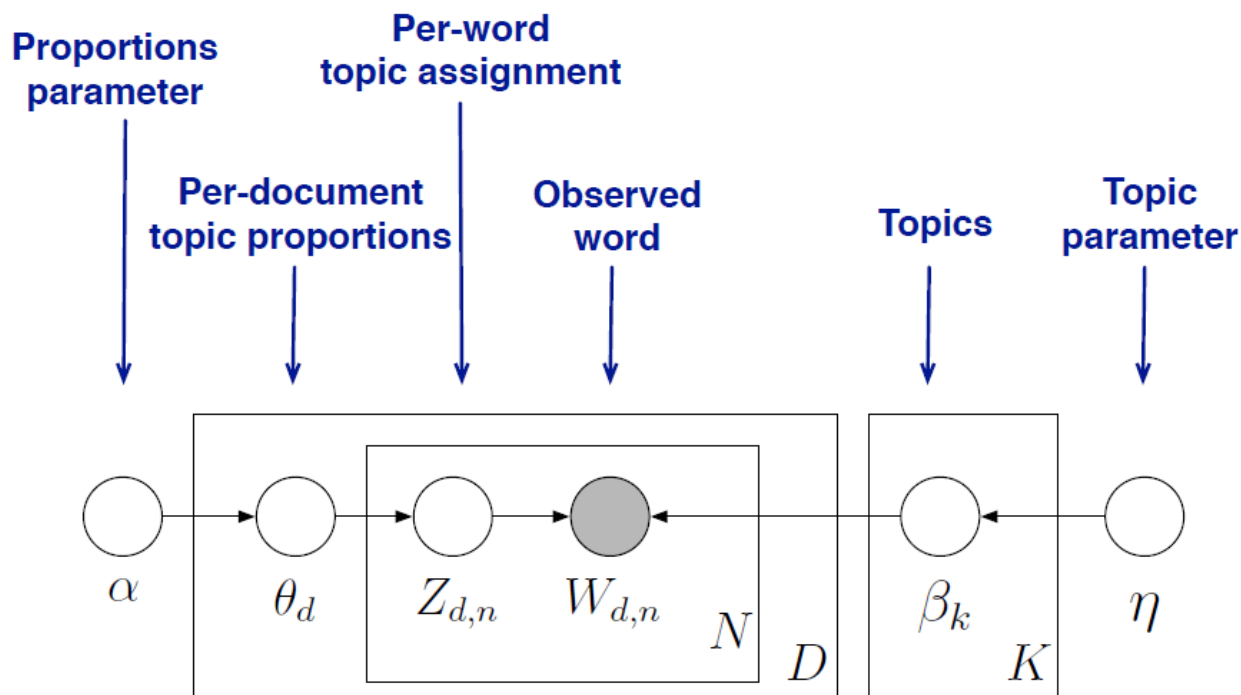 Proportions
parameter
Per-word
topic assignment
Per-document
topic proportions
Observed
word
Topics
Topic
parameter
α
θ_d
Z_{d,n}
W_{d,n}
N
D
β_k
K
η